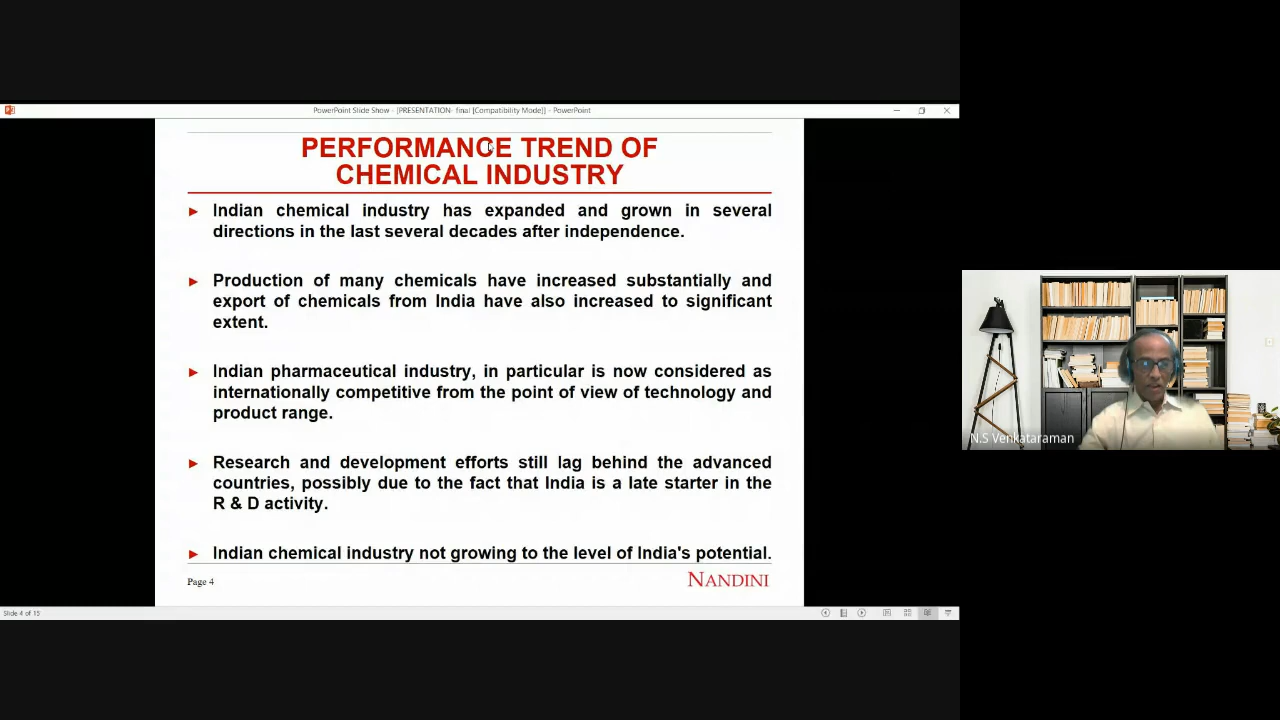 PowerPoint Slide Show - [PRESENTATION- final [Compatibility Mode]] - PowerPoint
PERFORMANCE TREND OF
CHEMICAL INDUSTRY
► Indian chemical industry has expanded and grown in several
directions in the last several decades after independence.
► Production of many chemicals have increased substantially and
export of chemicals from India have also increased to significant
extent.
► Indian pharmaceutical industry, in particular is now considered as
internationally competitive from the point of view of technology and
product range.
► Research and development efforts still lag behind the advanced
countries, possibly due to the fact that India is a late starter in the
R & D activity.
► Indian chemical industry not growing to the level of India's potential.
Page 4
NANDINI
Slide 4 of 15
N.S Venkataraman